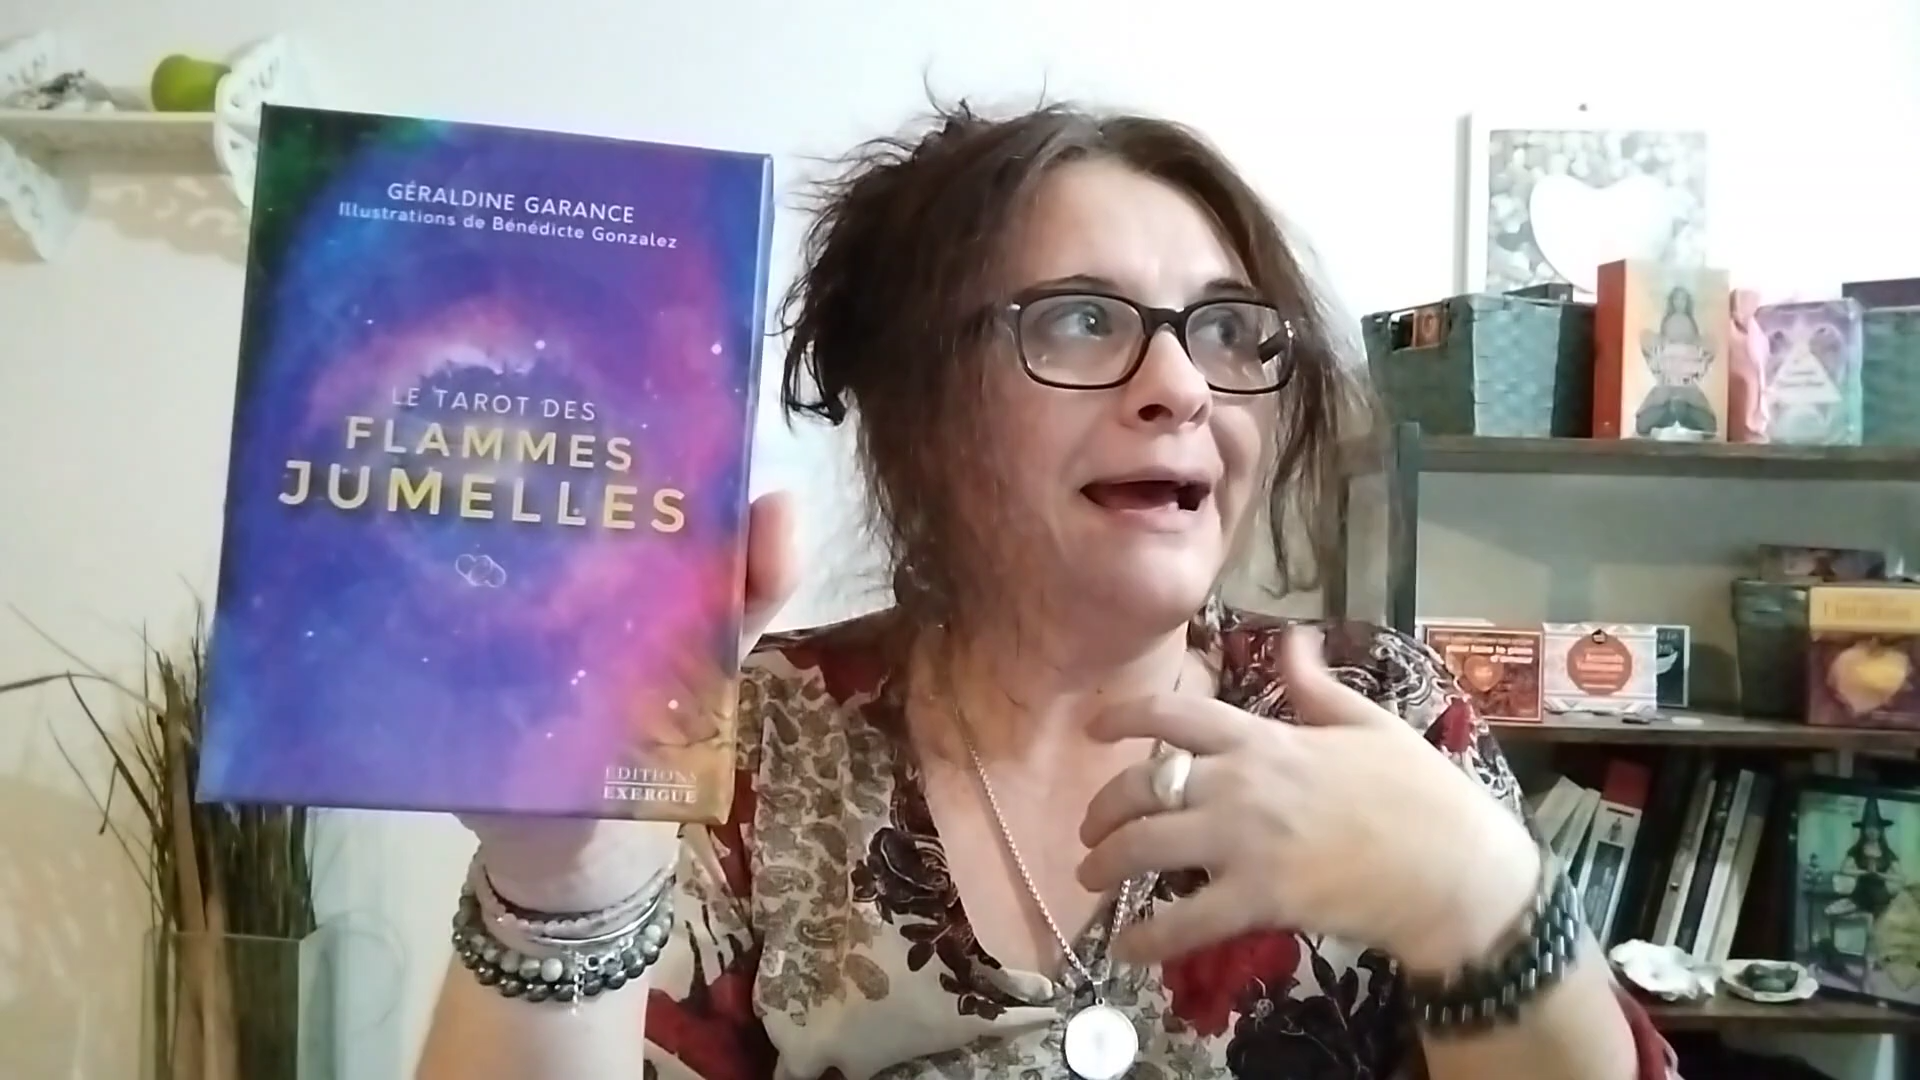 GÉRALDINE GARANCE
Illustrations de Bénédicte Gonzalez
LE TAROT DES
FLAMMES
JUMELLES
EDITIONS
EXERGUE